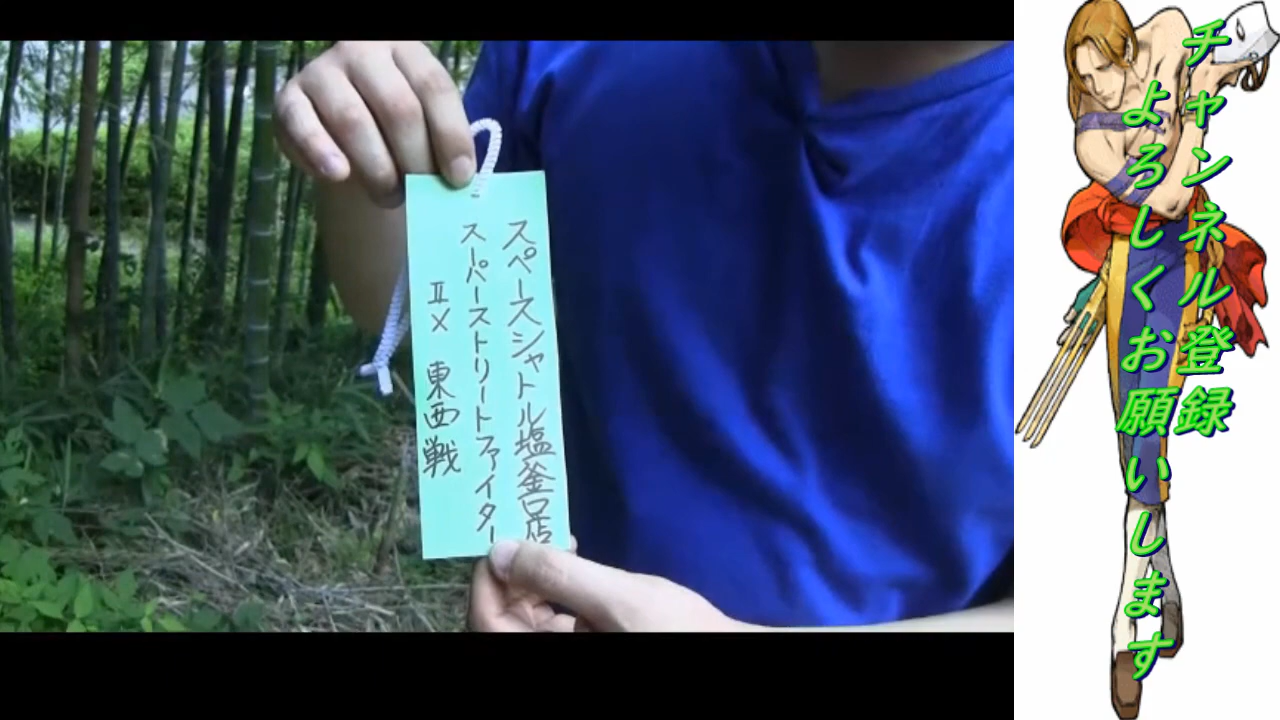 スペースシャトル塩釜口店
スーパーストリートファイター
ⅡX 東西戦
チャンネル登録
よろしくお願いします